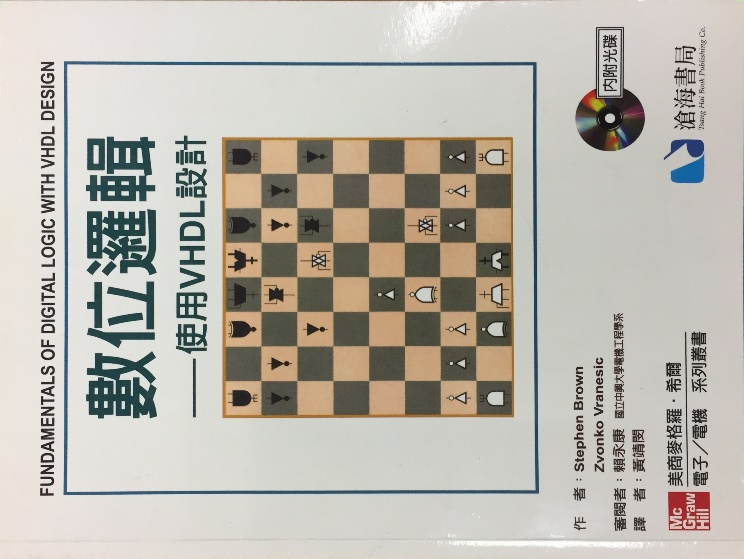 FUNDAMENTALS OF DIGITAL LOGIC WITH VHDL DESIGN
數位邏輯
—使用VHDL設計
內附光碟
作　者：Stephen Brown
Zvonko Vranesic
審閱者：賴永康 國立中興大學電機工程學系
譯　者：黃靖閔
Mc
Graw
Hill
美商麥格羅．希爾
電子／電機 系列叢書
滄海書局
Tsang Hai Book Publishing Co.